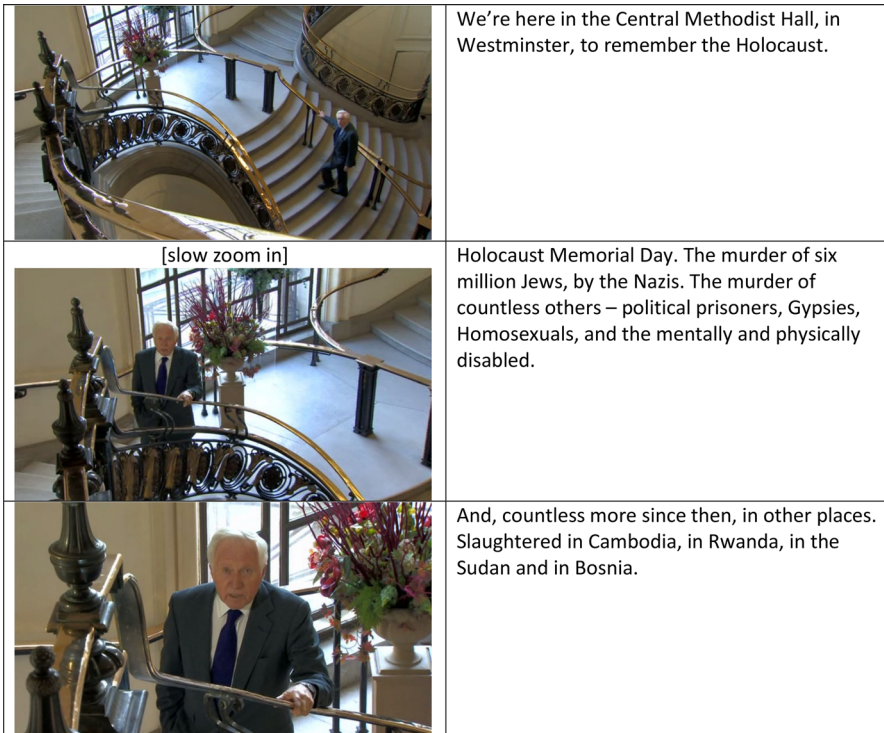 We’re here in the Central Methodist Hall, in
Westminster, to remember the Holocaust.
[slow zoom in]
Holocaust Memorial Day. The murder of six
million Jews, by the Nazis. The murder of
countless others – political prisoners, Gypsies,
Homosexuals, and the mentally and physically
disabled.
And, countless more since then, in other places.
Slaughtered in Cambodia, in Rwanda, in the
Sudan and in Bosnia.